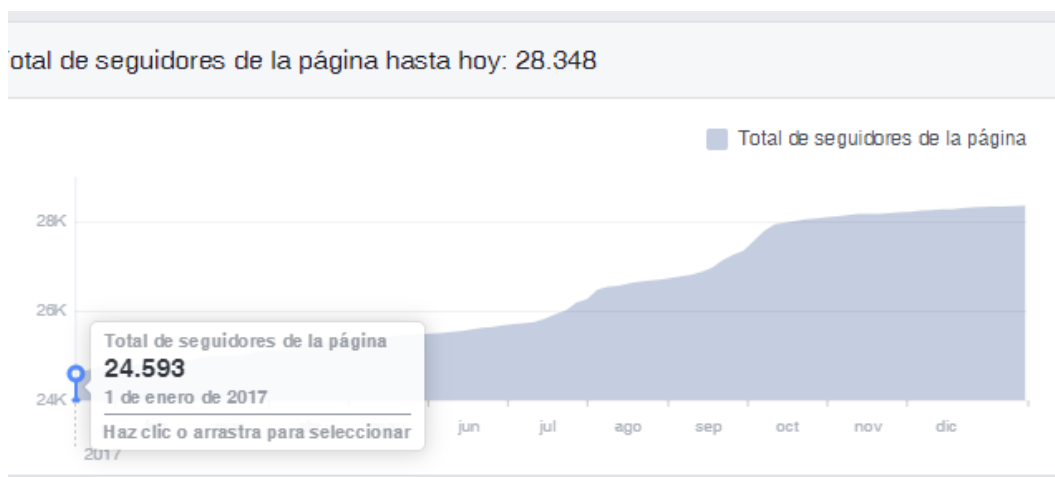 otal de seguidores de la página hasta hoy: 28.348
Total de seguidores de la página
28K
26K
Total de seguidores de la página
24.593
1 de enero de 2017
24K
Haz clic o arrastra para seleccionar
jun jul ago sep oct nov dic
2017